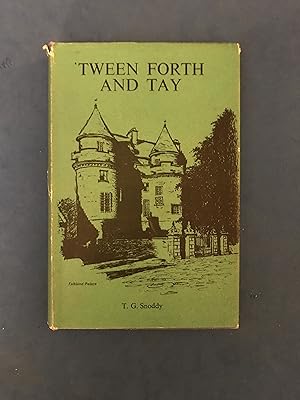 'TWEEN FORTH
AND TAY
Falkland Palace
T. G. Snoddy